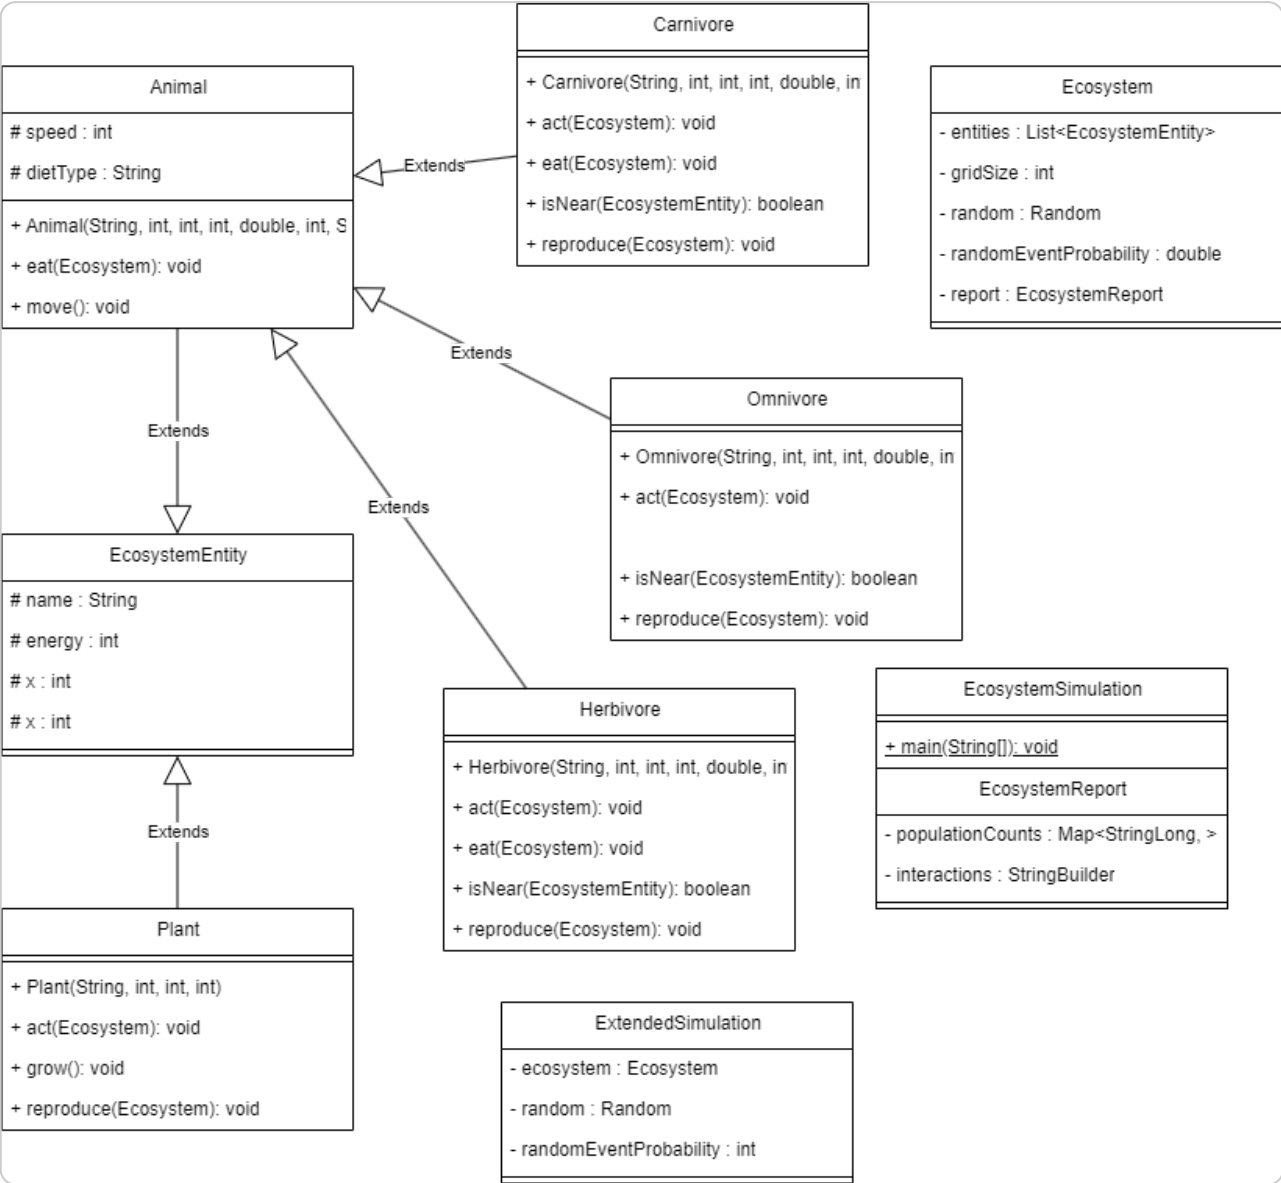 Animal
# speed : int
# dietType : String
+ Animal(String, int, int, int, double, int, S
+ eat(Ecosystem): void
+ move(): void
Carnivore
+ Carnivore(String, int, int, int, double, in
+ act(Ecosystem): void
+ eat(Ecosystem): void
+ isNear(EcosystemEntity): boolean
+ reproduce(Ecosystem): void
Ecosystem
- entities : List<EcosystemEntity>
- gridSize : int
- random : Random
- randomEventProbability : double
- report : EcosystemReport
Extends
Extends
Extends
Extends
Omnivore
+ Omnivore(String, int, int, int, double, in
+ act(Ecosystem): void
+ isNear(EcosystemEntity): boolean
+ reproduce(Ecosystem): void
EcosystemEntity
# name : String
# energy : int
# x : int
# x : int
Extends
Herbivore
+ Herbivore(String, int, int, int, double, in
+ act(Ecosystem): void
+ eat(Ecosystem): void
+ isNear(EcosystemEntity): boolean
+ reproduce(Ecosystem): void
EcosystemSimulation
+ main(String[]): void
EcosystemReport
- populationCounts : Map<StringLong, >
- interactions : StringBuilder
Plant
+ Plant(String, int, int, int)
+ act(Ecosystem): void
+ grow(): void
+ reproduce(Ecosystem): void
ExtendedSimulation
- ecosystem : Ecosystem
- random : Random
- randomEventProbability : int